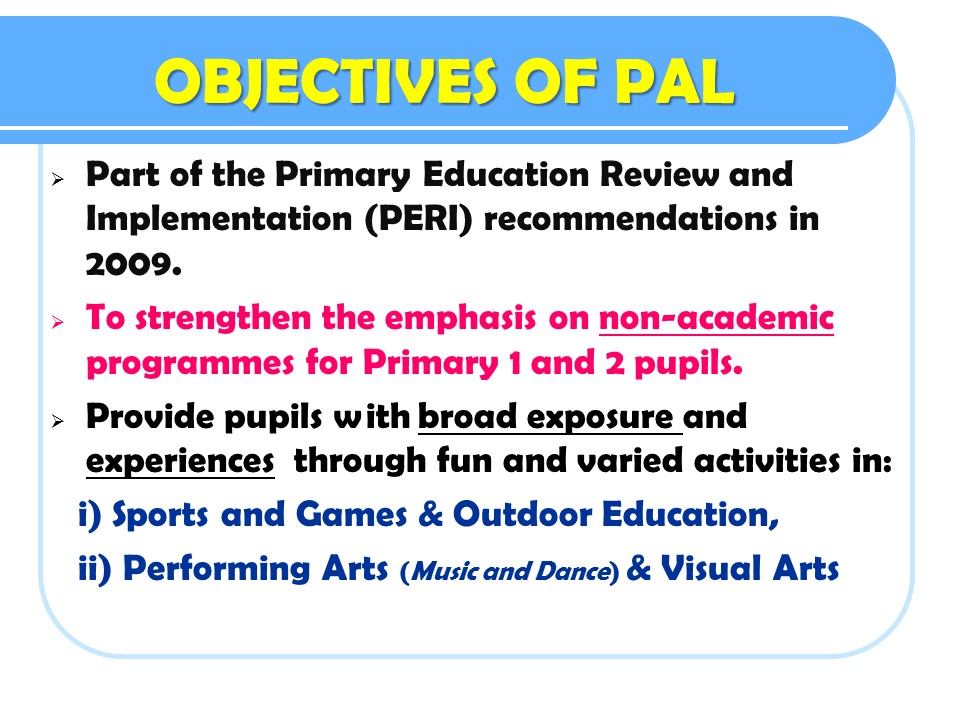 OBJECTIVES OF PAL
Part of the Primary Education Review and
Implementation (PERI) recommendations in
2009.
To strengthen the emphasis on non-academic
programmes for Primary 1 and 2 pupils.
Provide pupils with broad exposure and
experiences through fun and varied activities in:
i) Sports and Games & Outdoor Education,
ii) Performing Arts (Music and Dance) & Visual Arts